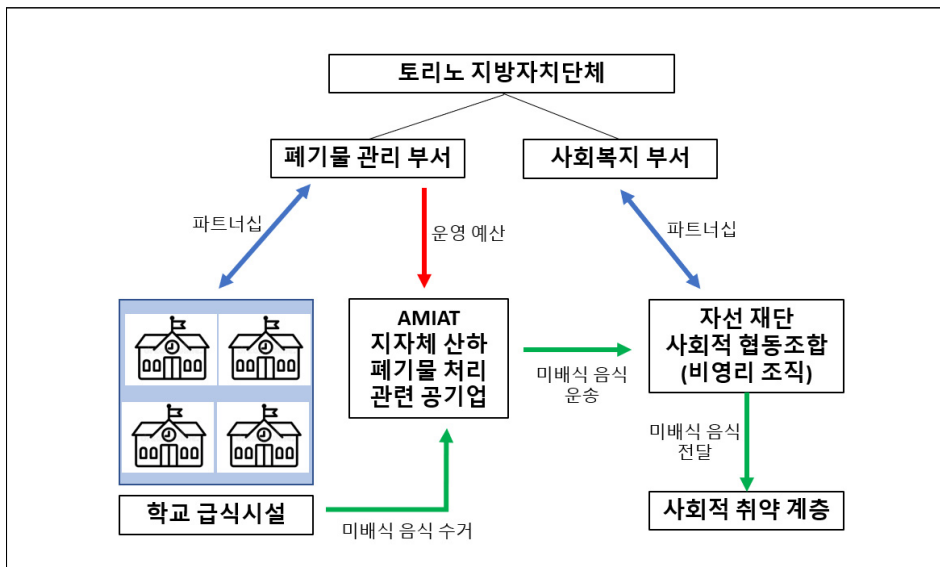 토리노 지방자치단체
폐기물 관리 부서
사회복지 부서
파트너십
운영 예산
파트너십
AMIAT
지자체 산하
폐기물 처리
관련 공기업
자선 재단
사회적 협동조합
(비영리 조직)
미배식 음식
운송
미배식 음식
전달
학교 급식시설
미배식 음식 수거
사회적 취약 계층